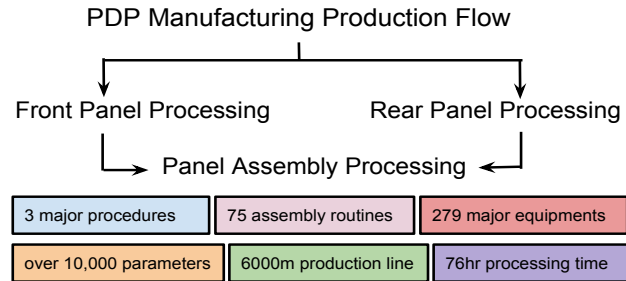 PDP Manufacturing Production Flow
Front Panel Processing
Rear Panel Processing
Panel Assembly Processing
3 major procedures
75 assembly routines
279 major equipments
over 10,000 parameters
6000m production line
76hr processing time